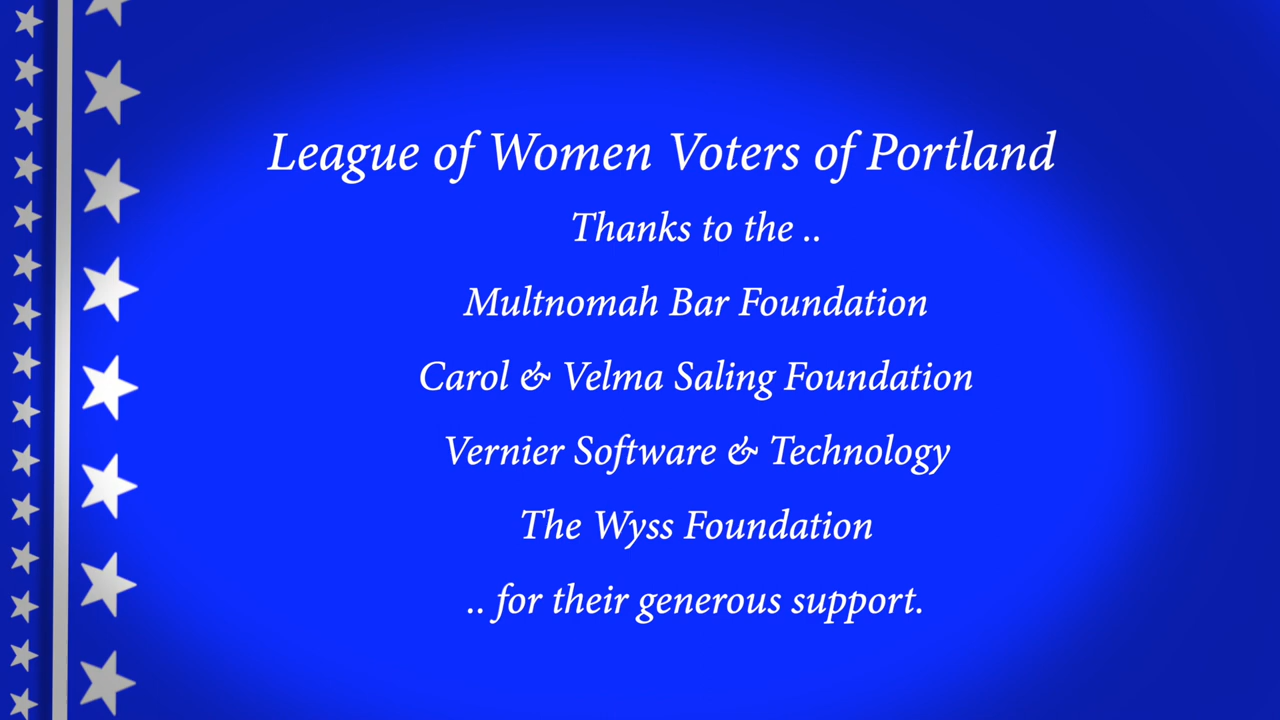 League of Women Voters of Portland
Thanks to the ..
Multnomah Bar Foundation
Carol & Velma Saling Foundation
Vernier Software & Technology
The Wyss Foundation
.. for their generous support.